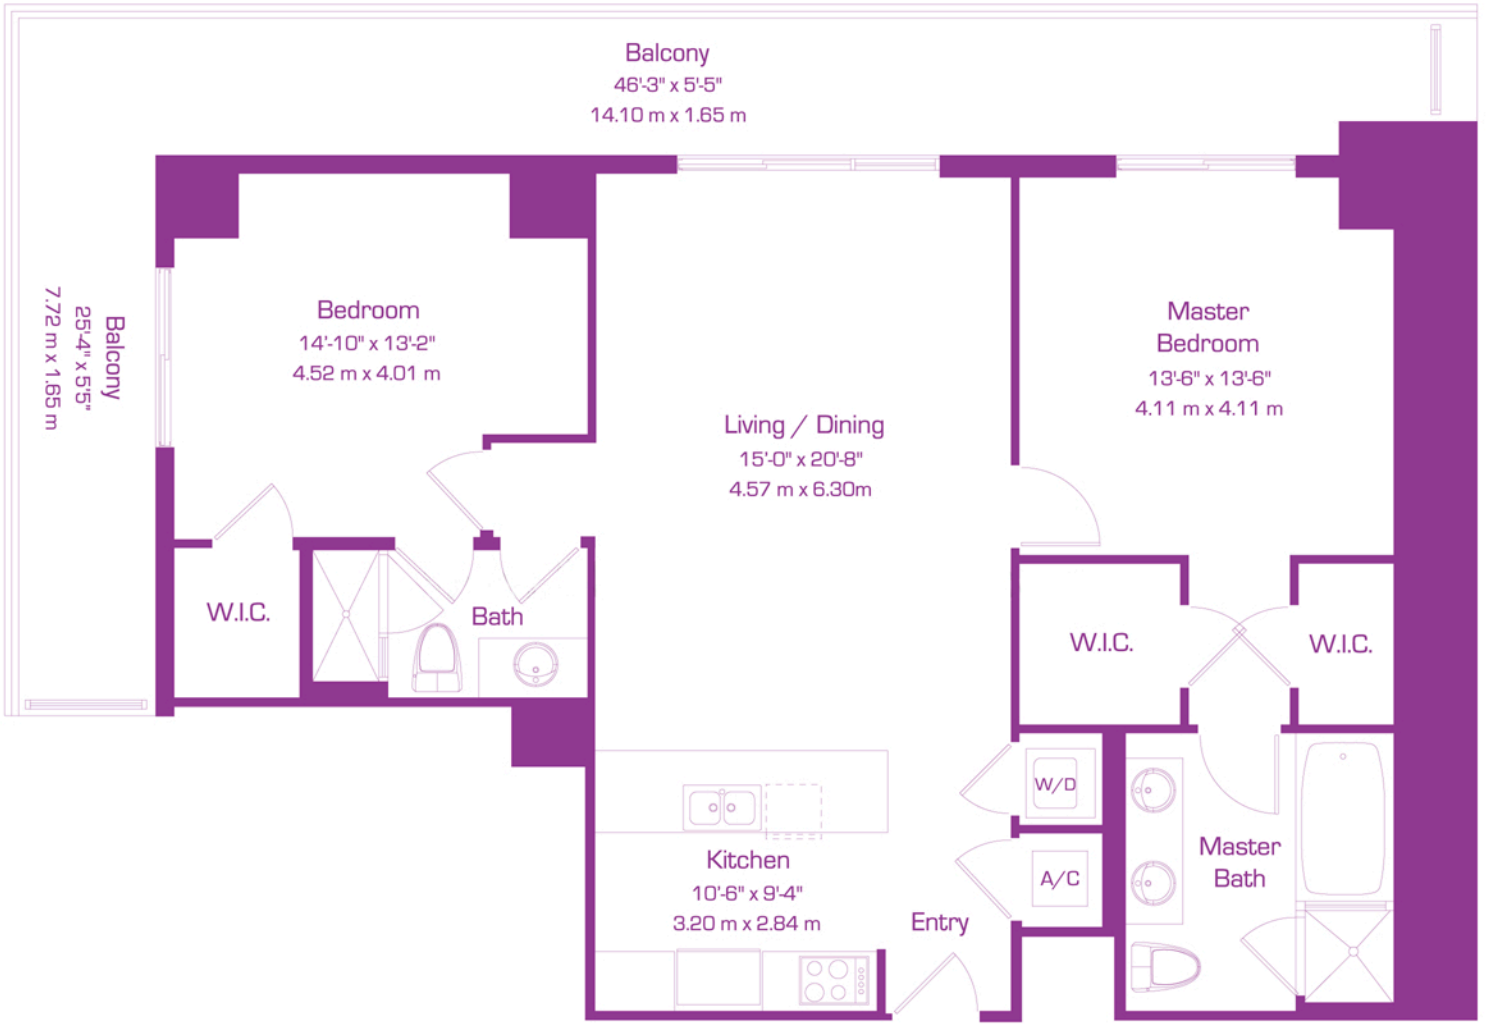 Balcony
46'-3" x 5'-5"
14.10 m x 1.65 m
Balcony
25'-4" x 5'5"
7.72 m x 1.65 m
Bedroom
14'-10" x 13'-2"
4.52 m x 4.01 m
Master
Bedroom
13'-6" x 13'-6"
4.11 m x 4.11 m
Living / Dining
15'-0" x 20'-8"
4.57 m x 6.30m
W.I.C.
Bath
W.I.C.
W.I.C.
W/D
Master
Bath
Kitchen
10'-6" x 9'-4"
3.20 m x 2.84 m
A/C
Entry